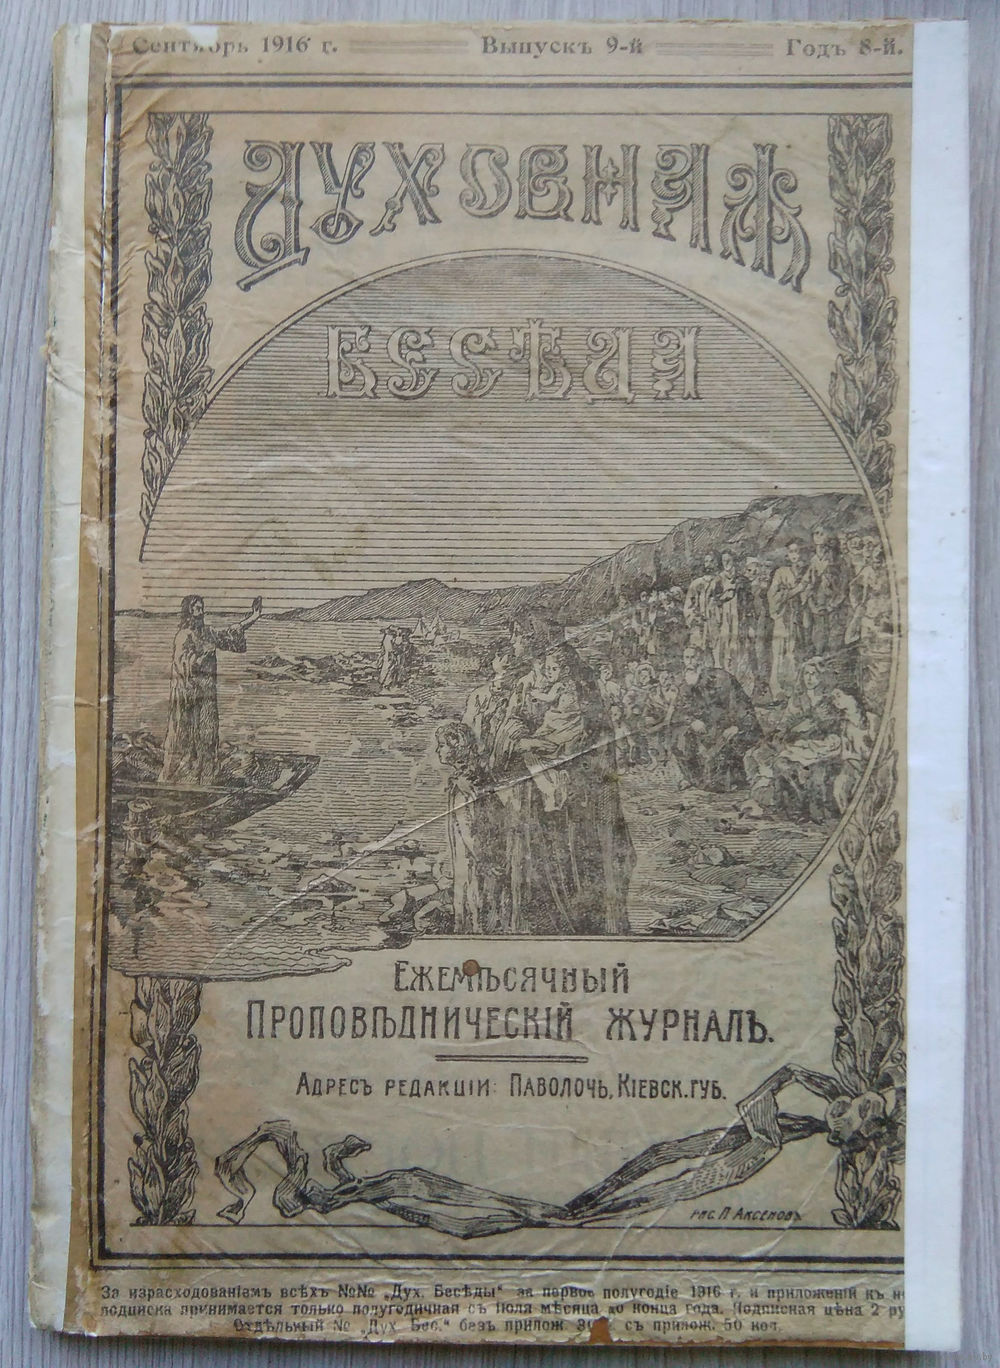 Сентябрь 1916 г. Выпускъ 9-й Годъ 8-й.
ДУХОВНАЯ
БЕСѢДА
ЕЖЕМѢСЯЧНЫЙ
ПРОПОВѢДНИЧЕСКІЙ ЖУРНАЛЪ.
АДРЕСЪ РЕДАКЦІИ: ПАВОЛОЧЬ, КІЕВСК. ГУБ.
РИС. П АКСЕНОВЪ
За израсходованіемъ всѣхъ №№ „Дух. Бесѣды" за первое полугодіе 1916 г. и приложеній къ
подписка принимается только полугодичная съ Іюля мѣсяца до конца года. Подписная цѣна 2
Отдѣльный № „Дух. Бес." безъ прилож. съ прилож. 50 коп.